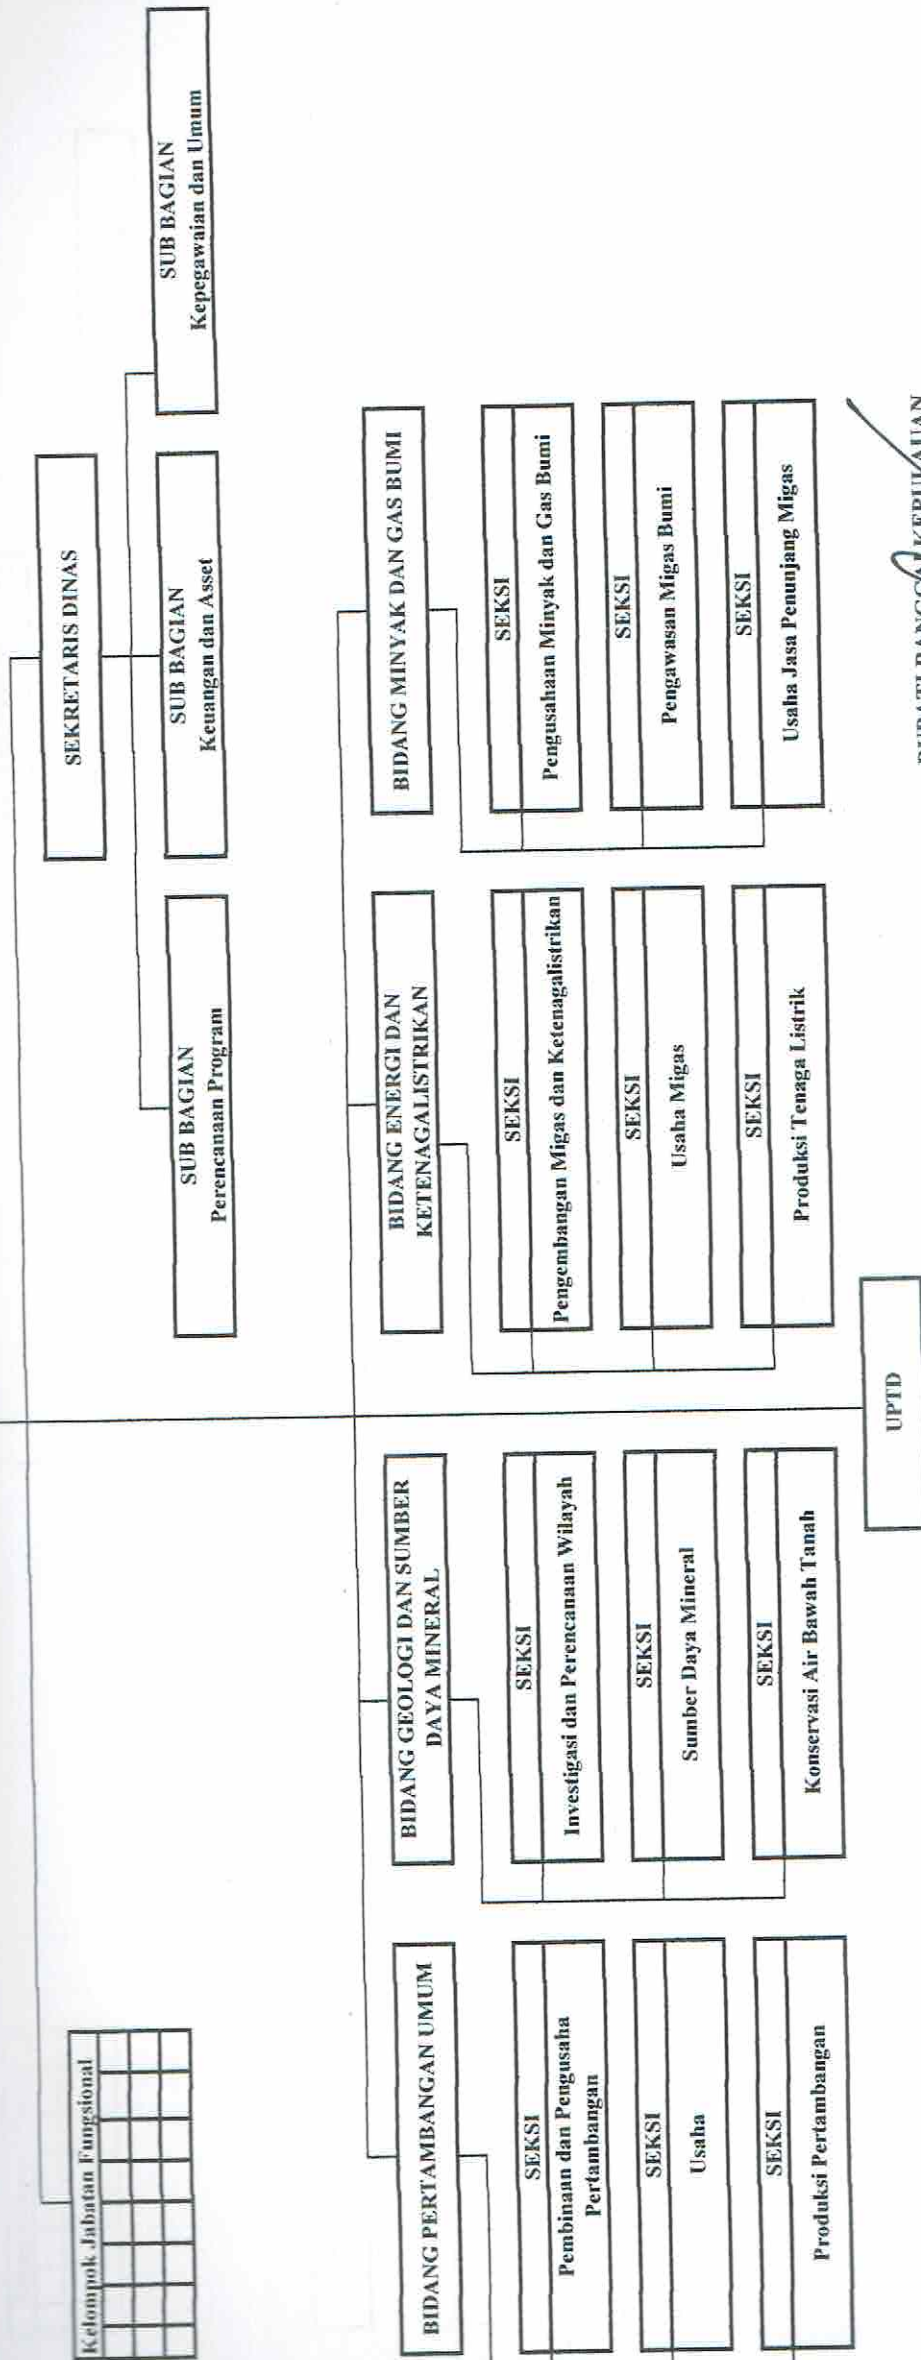 Kelompok Jabatan Fungsional
SEKRETARIS DINAS
SUB BAGIAN
Perencanaan Program
SUB BAGIAN
Keuangan dan Asset
SUB BAGIAN
Kepegawaian dan Umum
BIDANG PERTAMBANGAN UMUM
SEKSI
Pembinaan dan Pengusaha
Pertambangan
SEKSI
Usaha
SEKSI
Produksi Pertambangan
BIDANG GEOLOGI DAN SUMBER
DAYA MINERAL
SEKSI
Investigasi dan Perencanaan Wilayah
SEKSI
Sumber Daya Mineral
SEKSI
Konservasi Air Bawah Tanah
BIDANG ENERGI DAN
KETENAGALISTRIKAN
SEKSI
Pengembangan Migas dan Ketenagalistrikan
SEKSI
Usaha Migas
SEKSI
Produksi Tenaga Listrik
BIDANG MINYAK DAN GAS BUMI
SEKSI
Pengusahaan Minyak dan Gas Bumi
SEKSI
Pengawasan Migas Bumi
SEKSI
Usaha Jasa Penunjang Migas
UPTD
BUPATI BANGGAI KEPULAUAN